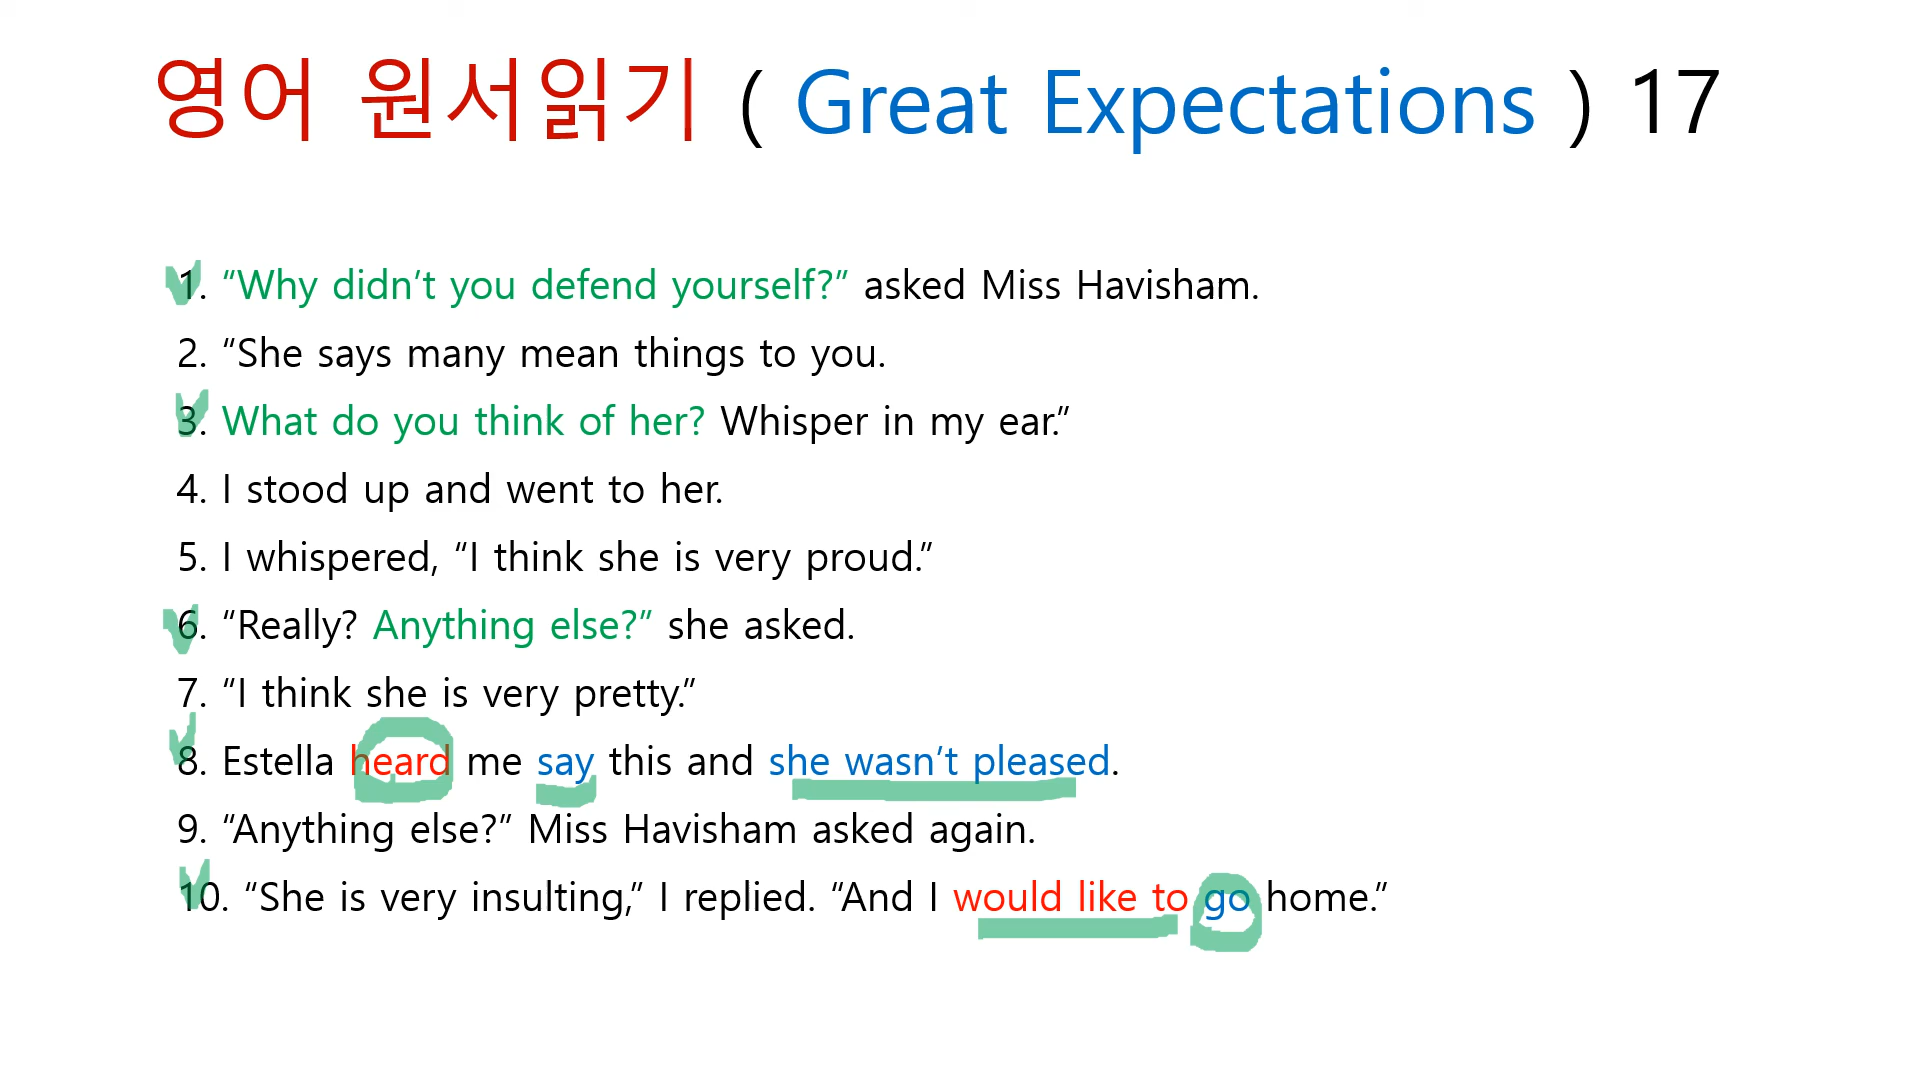 영어 원서읽기 ( Great Expectations ) 17
1. “Why didn’t you defend yourself?” asked Miss Havisham.
2. “She says many mean things to you.
3. What do you think of her? Whisper in my ear.”
4. I stood up and went to her.
5. I whispered, “I think she is very proud.”
6. “Really? Anything else?” she asked.
7. “I think she is very pretty.”
8. Estella heard me say this and she wasn’t pleased.
9. “Anything else?” Miss Havisham asked again.
10. “She is very insulting,” I replied. “And I would like to go home.”